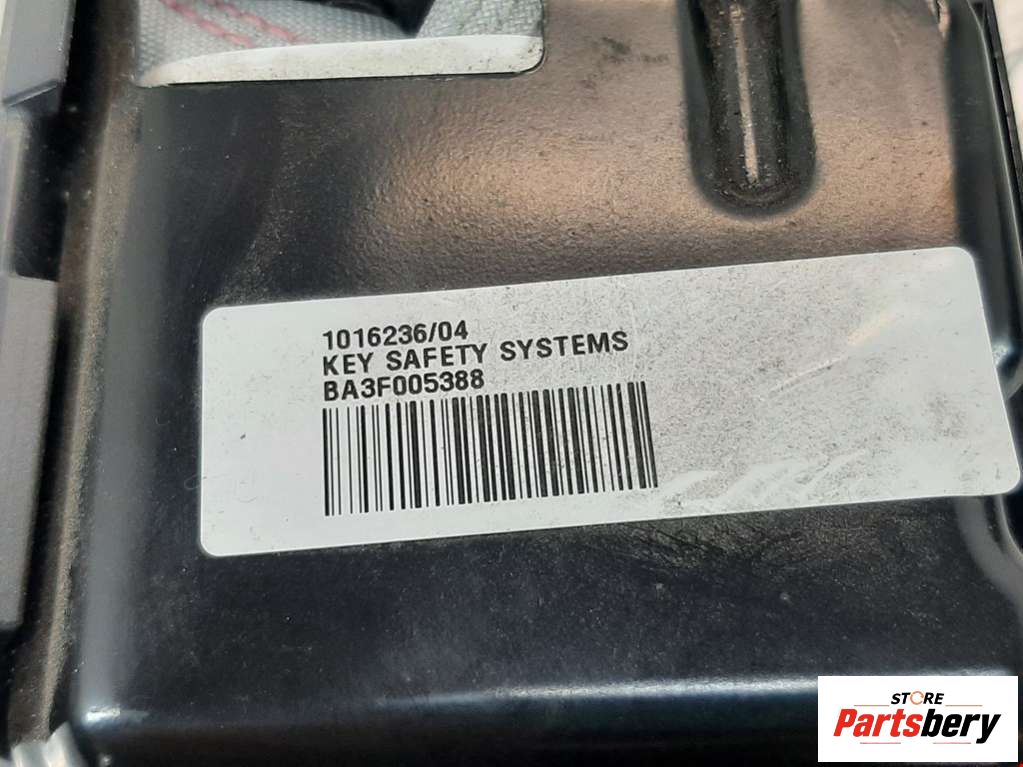 1016236/04
KEY SAFETY SYSTEMS
BA3F005388
STORE
Partsbery